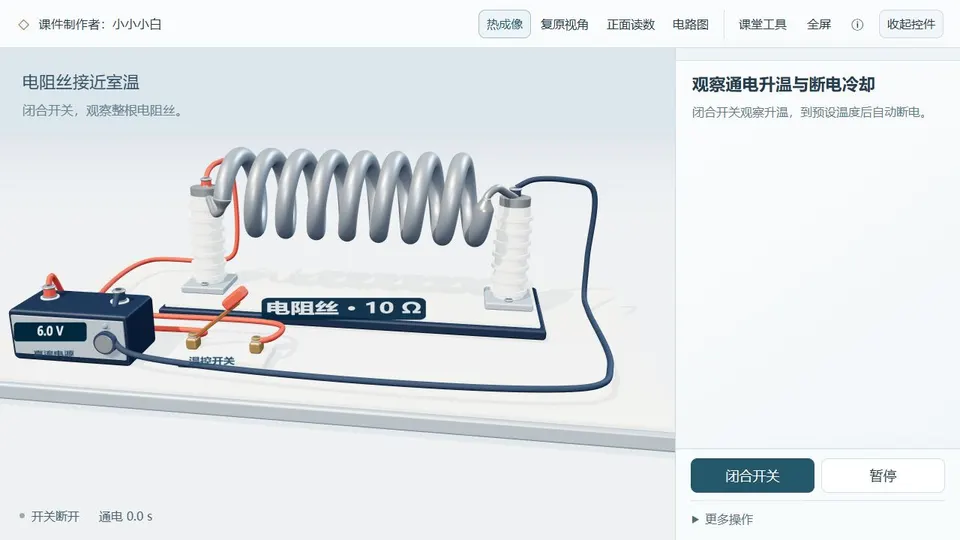 课件制作者：小小小白
热成像 复原视角 正面读数 电路图 课堂工具 全屏 收起控件
电阻丝接近室温
闭合开关，观察整根电阻丝。
观察通电升温与断电冷却
闭合开关观察升温，到预设温度后自动断电。
电阻丝·10 Ω
6.0 V
直流电源
温控开关
闭合开关 暂停
更多操作
开关断开 通电 0.0 s